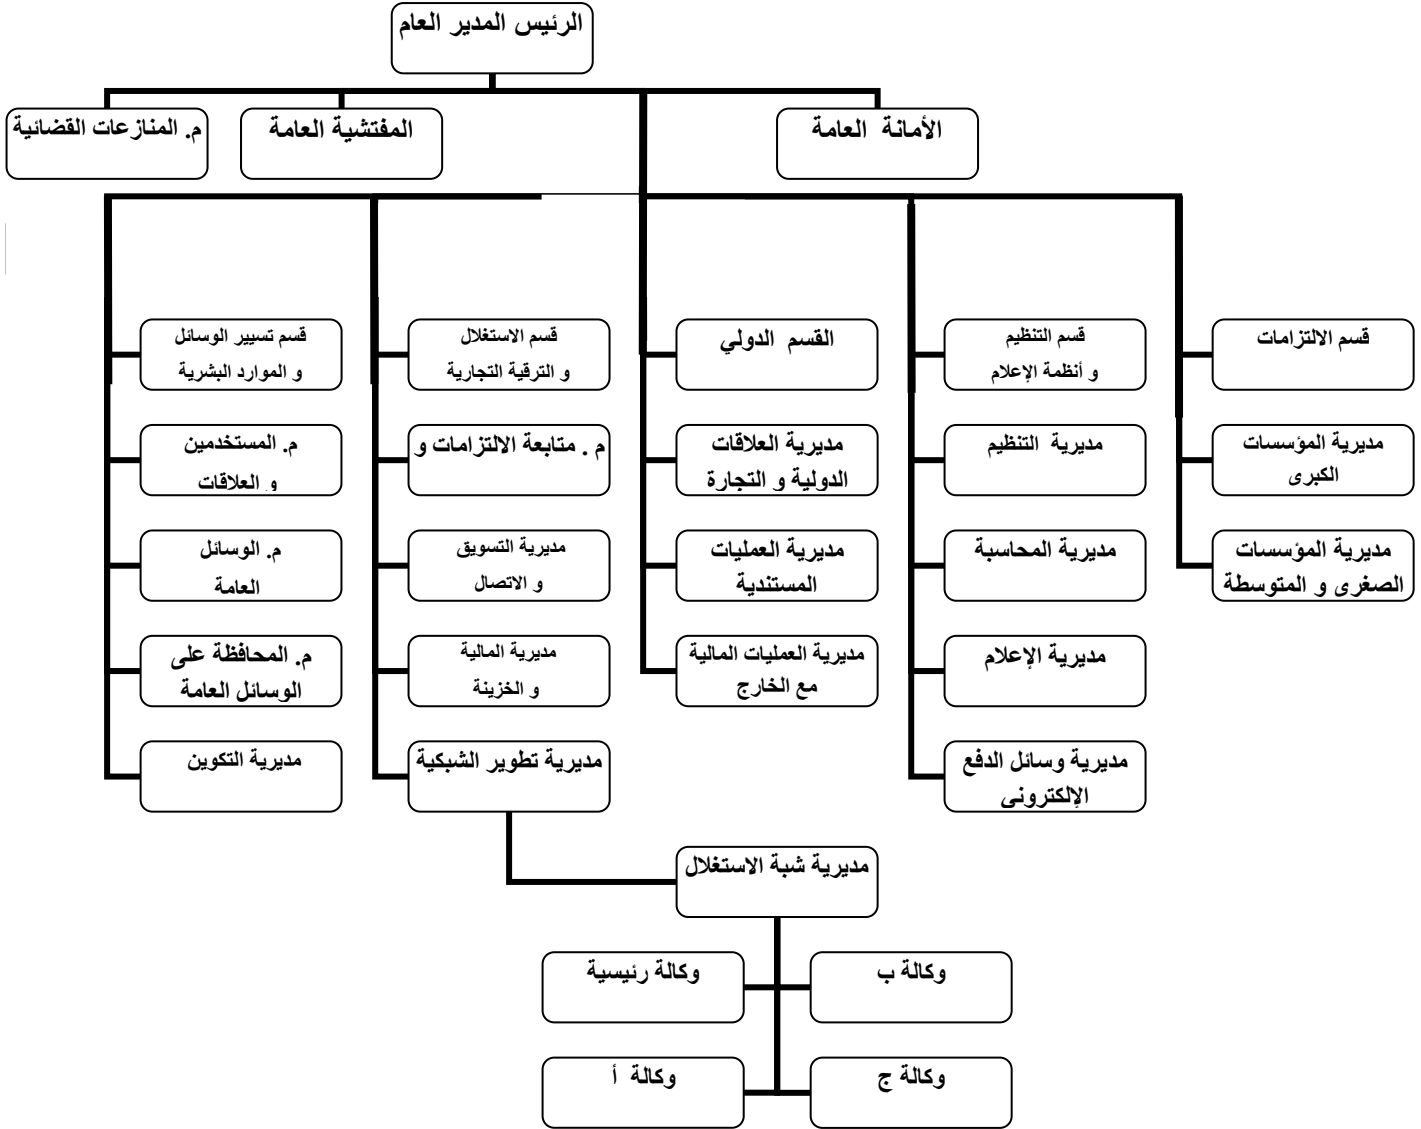 الرئيس المدير العام
الأمانة العامة
المفتشية العامة
م. المنازعات القضائية
قسم الالتزامات
مديرية المؤسسات
الكبرى
مديرية المؤسسات
الصغرى و المتوسطة
قسم التنظيم
و أنظمة الإعلام
مديرية التنظيم
مديرية المحاسبة
مديرية الإعلام
مديرية وسائل الدفع
الإلكتروني
القسم الدولي
مديرية العلاقات
الدولية و التجارة
مديرية العمليات
المستندية
مديرية العمليات المالية
مع الخارج
قسم الاستغلال
و الترقية التجارية
م . متابعة الالتزامات و
مديرية التسويق
و الاتصال
مديرية المالية
و الخزينة
مديرية تطوير الشبكية
قسم تسيير الوسائل
و الموارد البشرية
م. المستخدمين
و العلاقات
م. الوسائل
العامة
م. المحافظة على
الوسائل العامة
مديرية التكوين
مديرية شبة الاستغلال
وكالة ب
وكالة رئيسية
وكالة ج
وكالة أ